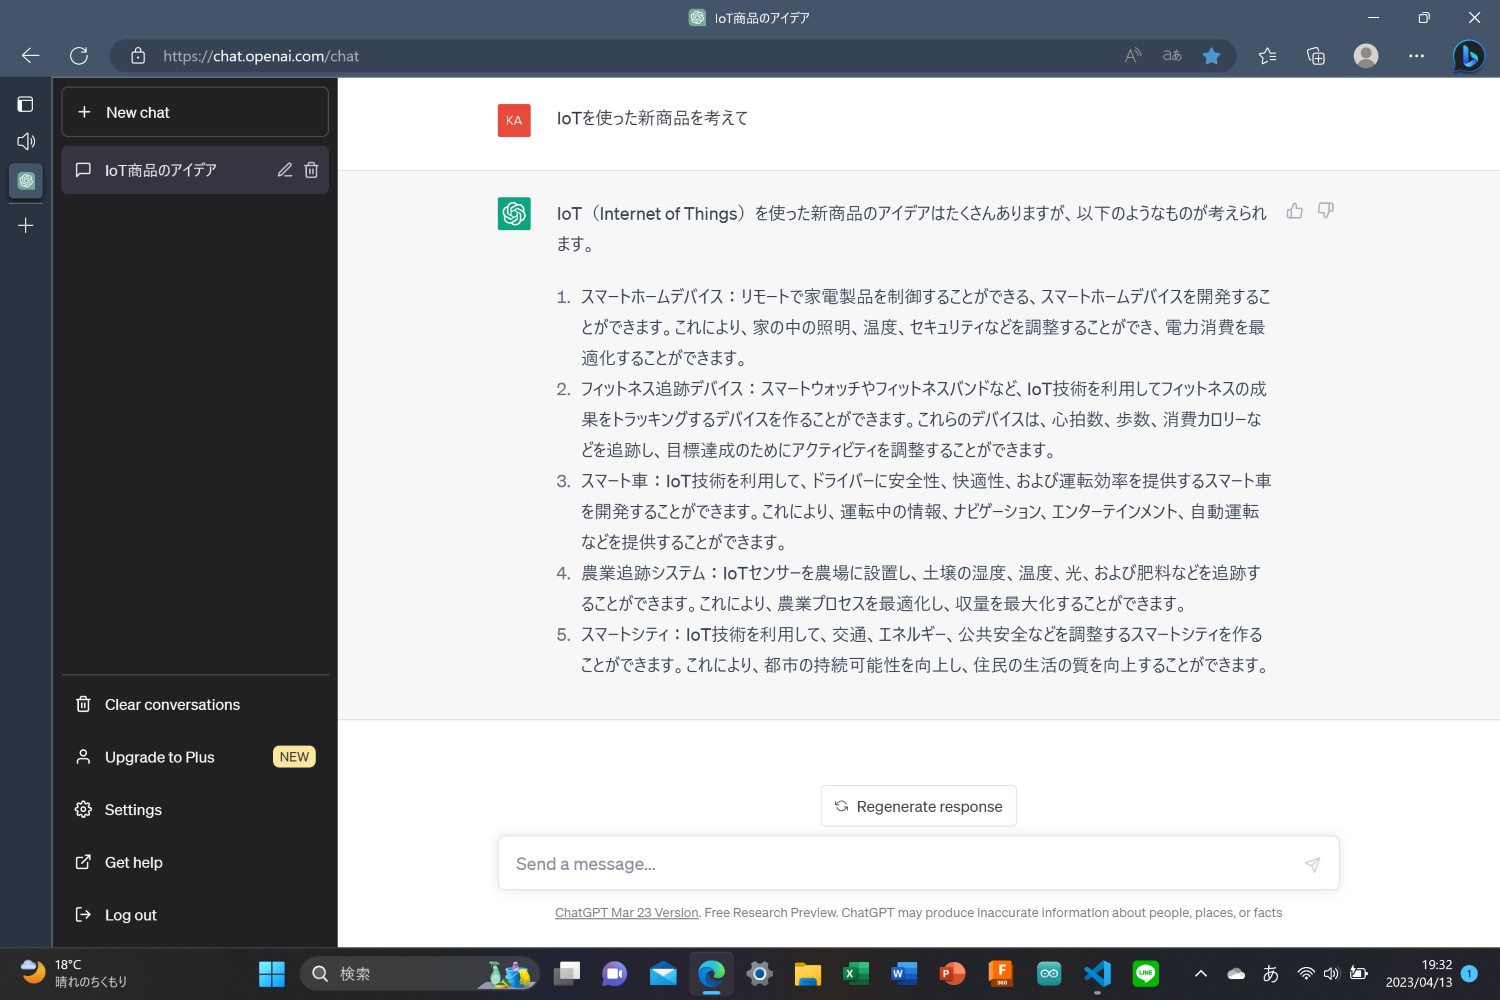 IoT商品のアイデア
https://chat.openai.com/chat
New chat
IoT商品のアイデア
Clear conversations
Upgrade to Plus NEW
Settings
Get help
Log out
KA IoTを使った新商品を考えて
IoT（Internet of Things）を使った新商品のアイデアはたくさんありますが、以下のようなものが考えられ
ます。
1. スマートホームデバイス：リモートで家電製品を制御することができる、スマートホームデバイスを開発するこ
とができます。これにより、家の中の照明、温度、セキュリティなどを調整することができ、電力消費を最
適化することができます。
2. フィットネス追跡デバイス：スマートウォッチやフィットネスバンドなど、IoT技術を利用してフィットネスの成
果をトラッキングするデバイスを作ることができます。これらのデバイスは、心拍数、歩数、消費カロリーな
どを追跡し、目標達成のためにアクティビティを調整することができます。
3. スマート車：IoT技術を利用して、ドライバーに安全性、快適性、および運転効率を提供するスマート車
を開発することができます。これにより、運転中の情報、ナビゲーション、エンターテインメント、自動運転
などを提供することができます。
4. 農業追跡システム：IoTセンサーを農場に設置し、土壌の湿度、温度、光、および肥料などを追跡す
ることができます。これにより、農業プロセスを最適化し、収量を最大化することができます。
5. スマートシティ：IoT技術を利用して、交通、エネルギー、公共安全などを調整するスマートシティを作る
ことができます。これにより、都市の持続可能性を向上し、住民の生活の質を向上することができます。
Regenerate response
Send a message...
ChatGPT Mar 23 Version. Free Research Preview. ChatGPT may produce inaccurate information about people, places, or facts
18°C
晴れのちくもり
検索
あ
19:32
2023/04/13
1